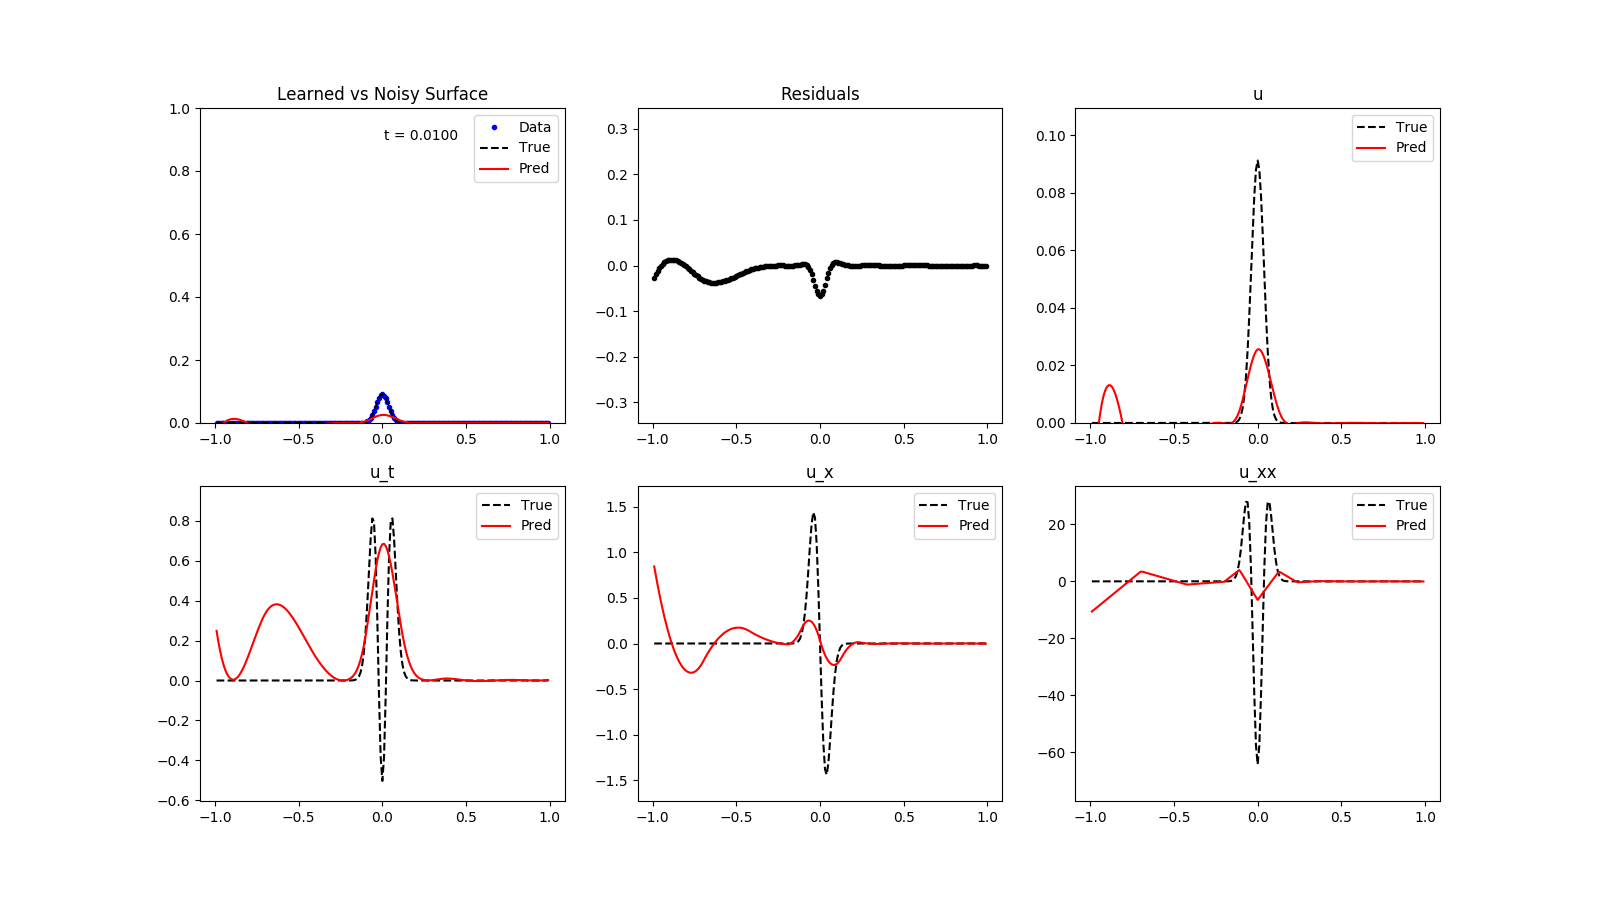 Learned vs Noisy Surface
1.0
0.8
0.6
0.4
0.2
0.0
−1.0 −0.5 0.0 0.5 1.0
t = 0.0100
Data
True
Pred
Residuals
0.3
0.2
0.1
0.0
−0.1
−0.2
−0.3
−1.0 −0.5 0.0 0.5 1.0
u
0.10
0.08
0.06
0.04
0.02
0.00
−1.0 −0.5 0.0 0.5 1.0
True
Pred
u_t
0.8
0.6
0.4
0.2
0.0
−0.2
−0.4
−0.6
−1.0 −0.5 0.0 0.5 1.0
True
Pred
u_x
1.5
1.0
0.5
0.0
−0.5
−1.0
−1.5
−1.0 −0.5 0.0 0.5 1.0
True
Pred
u_xx
20
0
−20
−40
−60
−1.0 −0.5 0.0 0.5 1.0
True
Pred